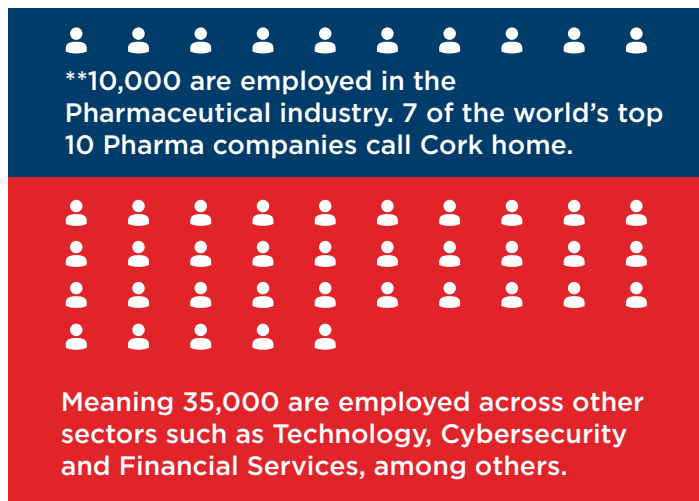 **10,000 are employed in the
Pharmaceutical industry. 7 of the world’s top
10 Pharma companies call Cork home.
Meaning 35,000 are employed across other
sectors such as Technology, Cybersecurity
and Financial Services, among others.